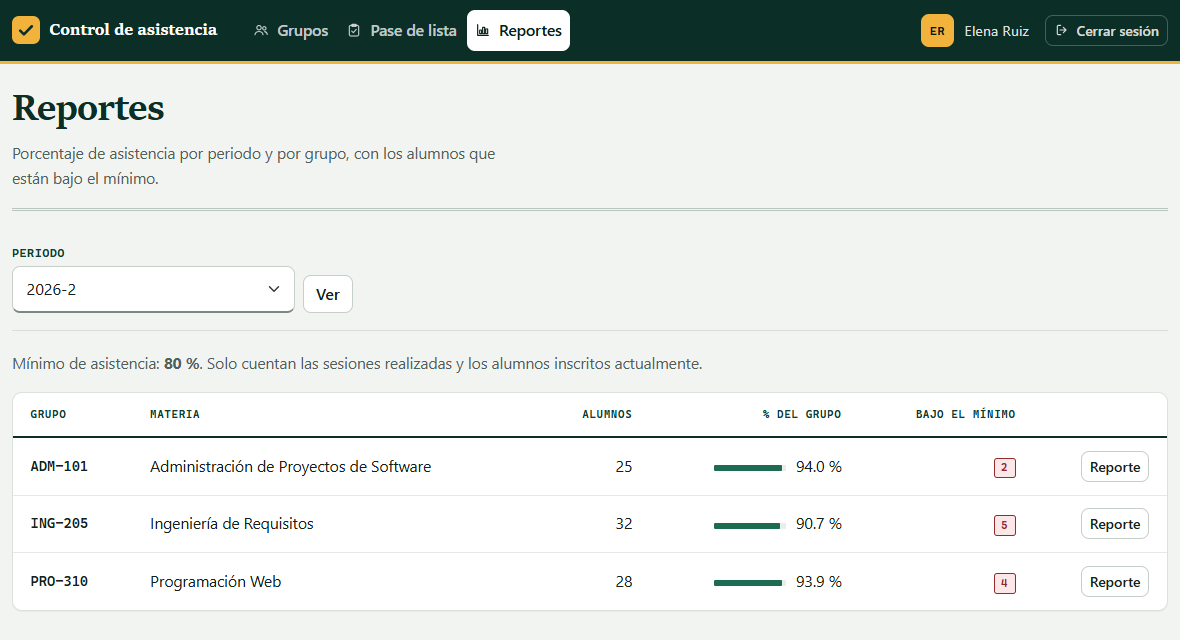 Control de asistencia
Grupos
Pase de lista
Reportes
ER
Elena Ruiz
Cerrar sesión
Reportes
Porcentaje de asistencia por periodo y por grupo, con los alumnos que
están bajo el mínimo.
PERIODO
2026-2
Ver
Mínimo de asistencia: 80 %. Solo cuentan las sesiones realizadas y los alumnos inscritos actualmente.
GRUPO MATERIA ALUMNOS % DEL GRUPO BAJO EL MÍNIMO
ADM-101 Administración de Proyectos de Software 25 94.0 % 2 Reporte
ING-205 Ingeniería de Requisitos 32 90.7 % 5 Reporte
PRO-310 Programación Web 28 93.9 % 4 Reporte